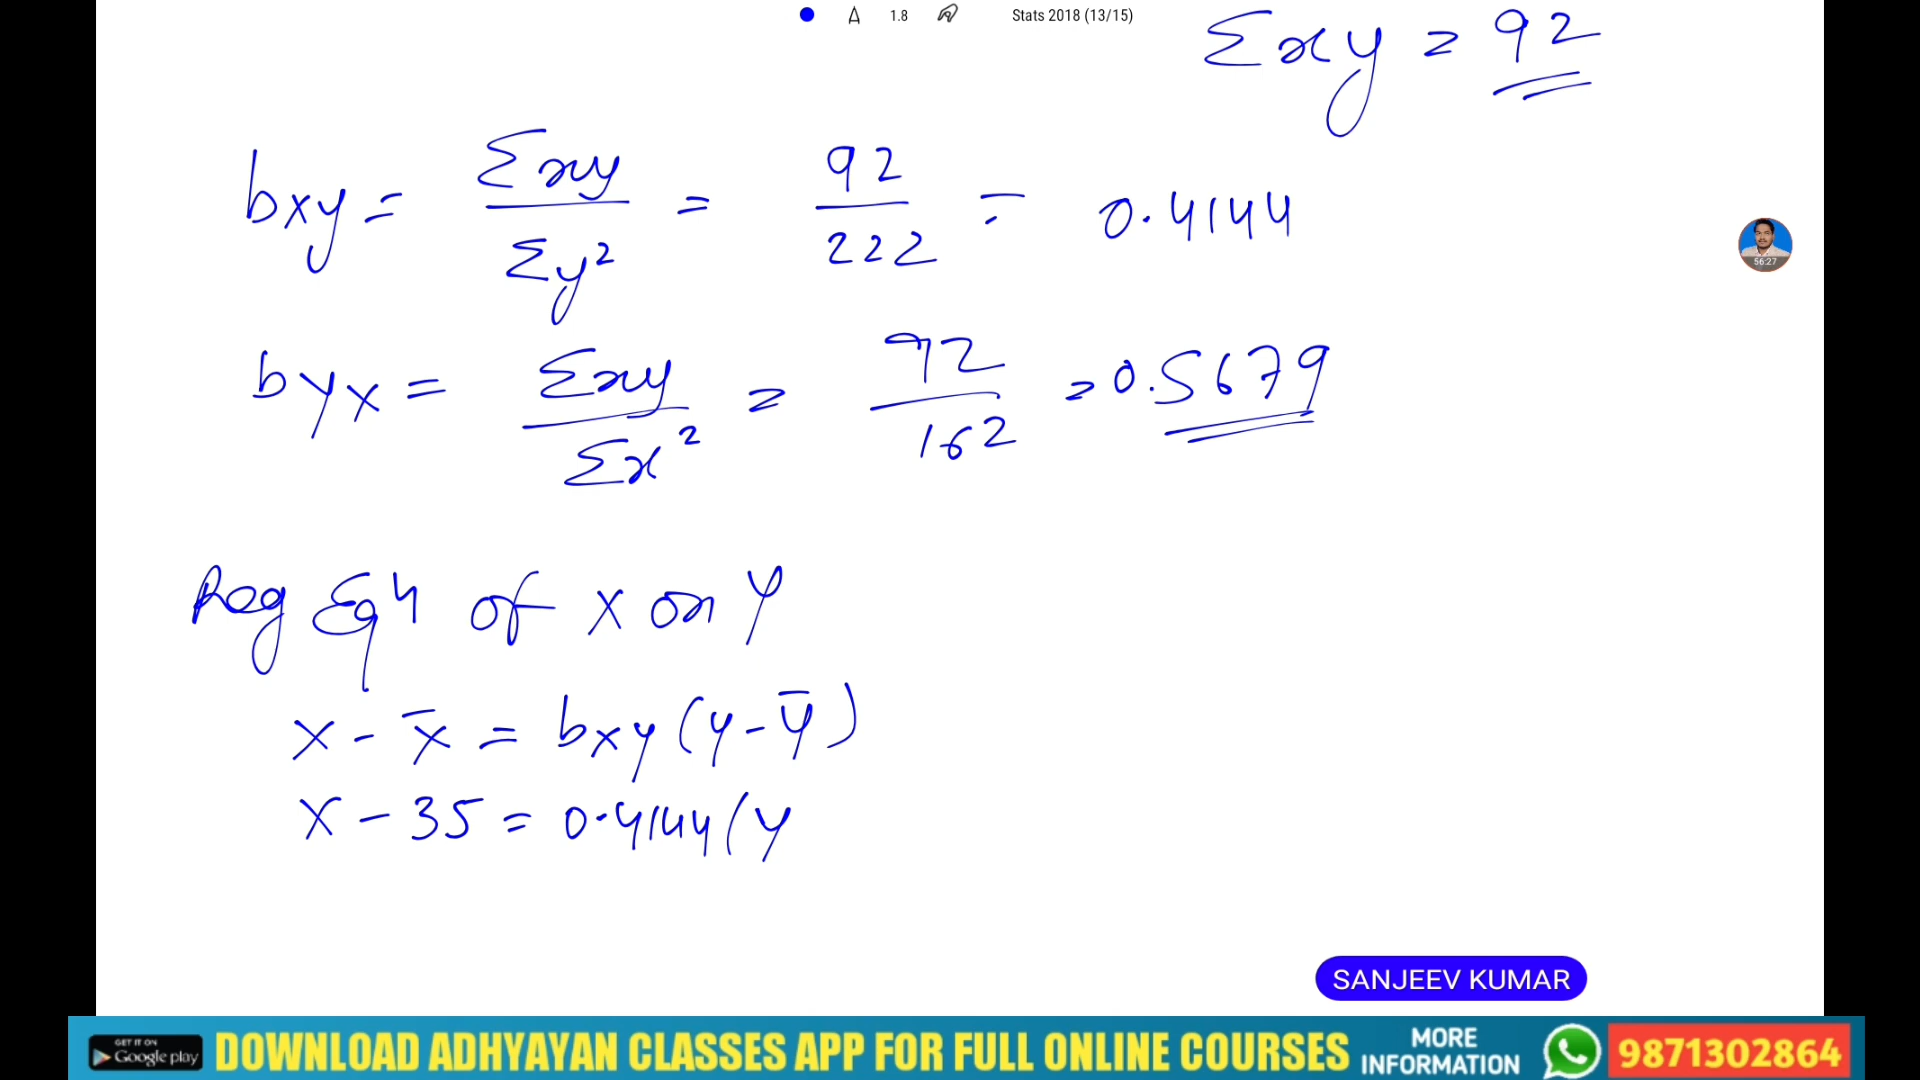 1.8 Stats 2018 (13/15)
Σxy = 92
bxy = Σxy / Σy² = 92 / 222 = 0.4144
56:27
byx = Σxy / Σx² = 92 / 162 = 0.5679
Reg Eqn of X on Y
X - X̄ = bxy (Y - Ȳ)
X - 35 = 0.4144 (Y
SANJEEV KUMAR
GET IT ON
Google play
DOWNLOAD ADHYAYAN CLASSES APP FOR FULL ONLINE COURSES
MORE
INFORMATION
9871302864